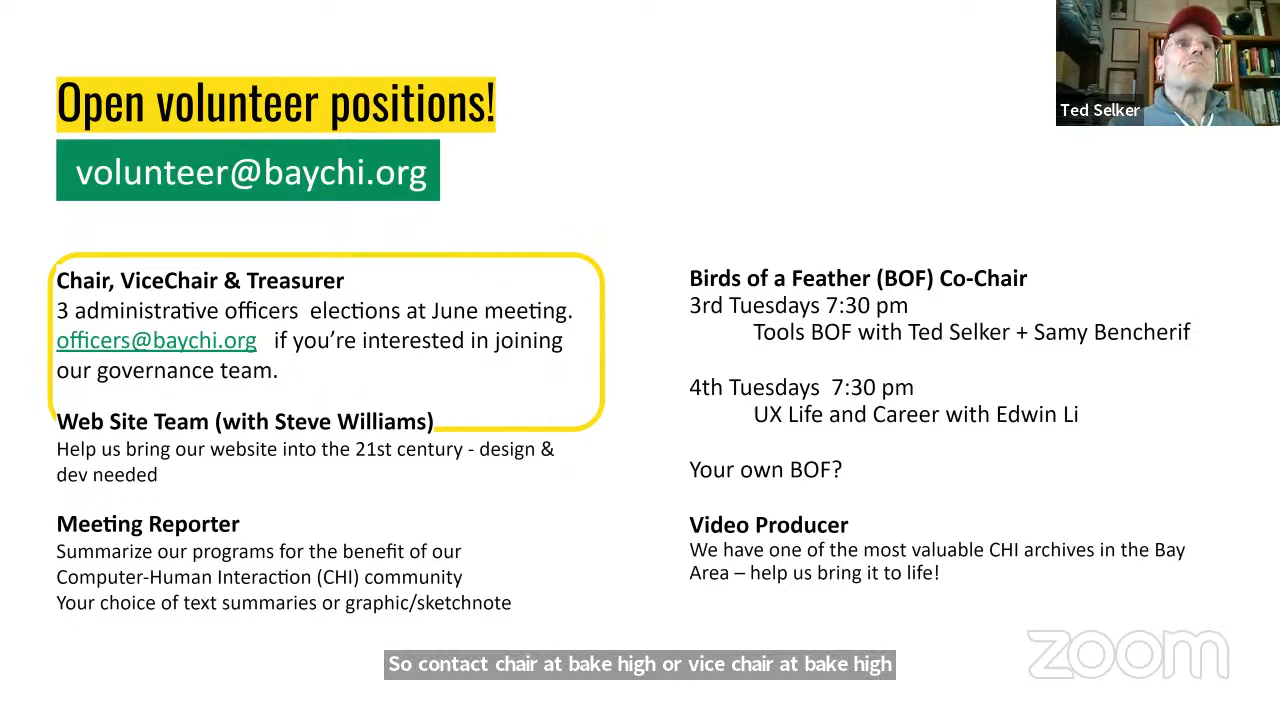 Open volunteer positions!
volunteer@baychi.org
Ted Selker
Chair, ViceChair & Treasurer
3 administrative officers elections at June meeting.
officers@baychi.org if you're interested in joining
our governance team.
Web Site Team (with Steve Williams)
Help us bring our website into the 21st century - design &
dev needed
Meeting Reporter
Summarize our programs for the benefit of our
Computer-Human Interaction (CHI) community
Your choice of text summaries or graphic/sketchnote
Birds of a Feather (BOF) Co-Chair
3rd Tuesdays 7:30 pm
Tools BOF with Ted Selker + Samy Bencherif
4th Tuesdays 7:30 pm
UX Life and Career with Edwin Li
Your own BOF?
Video Producer
We have one of the most valuable CHI archives in the Bay
Area – help us bring it to life!
So contact chair at bake high or vice chair at bake high
zoom